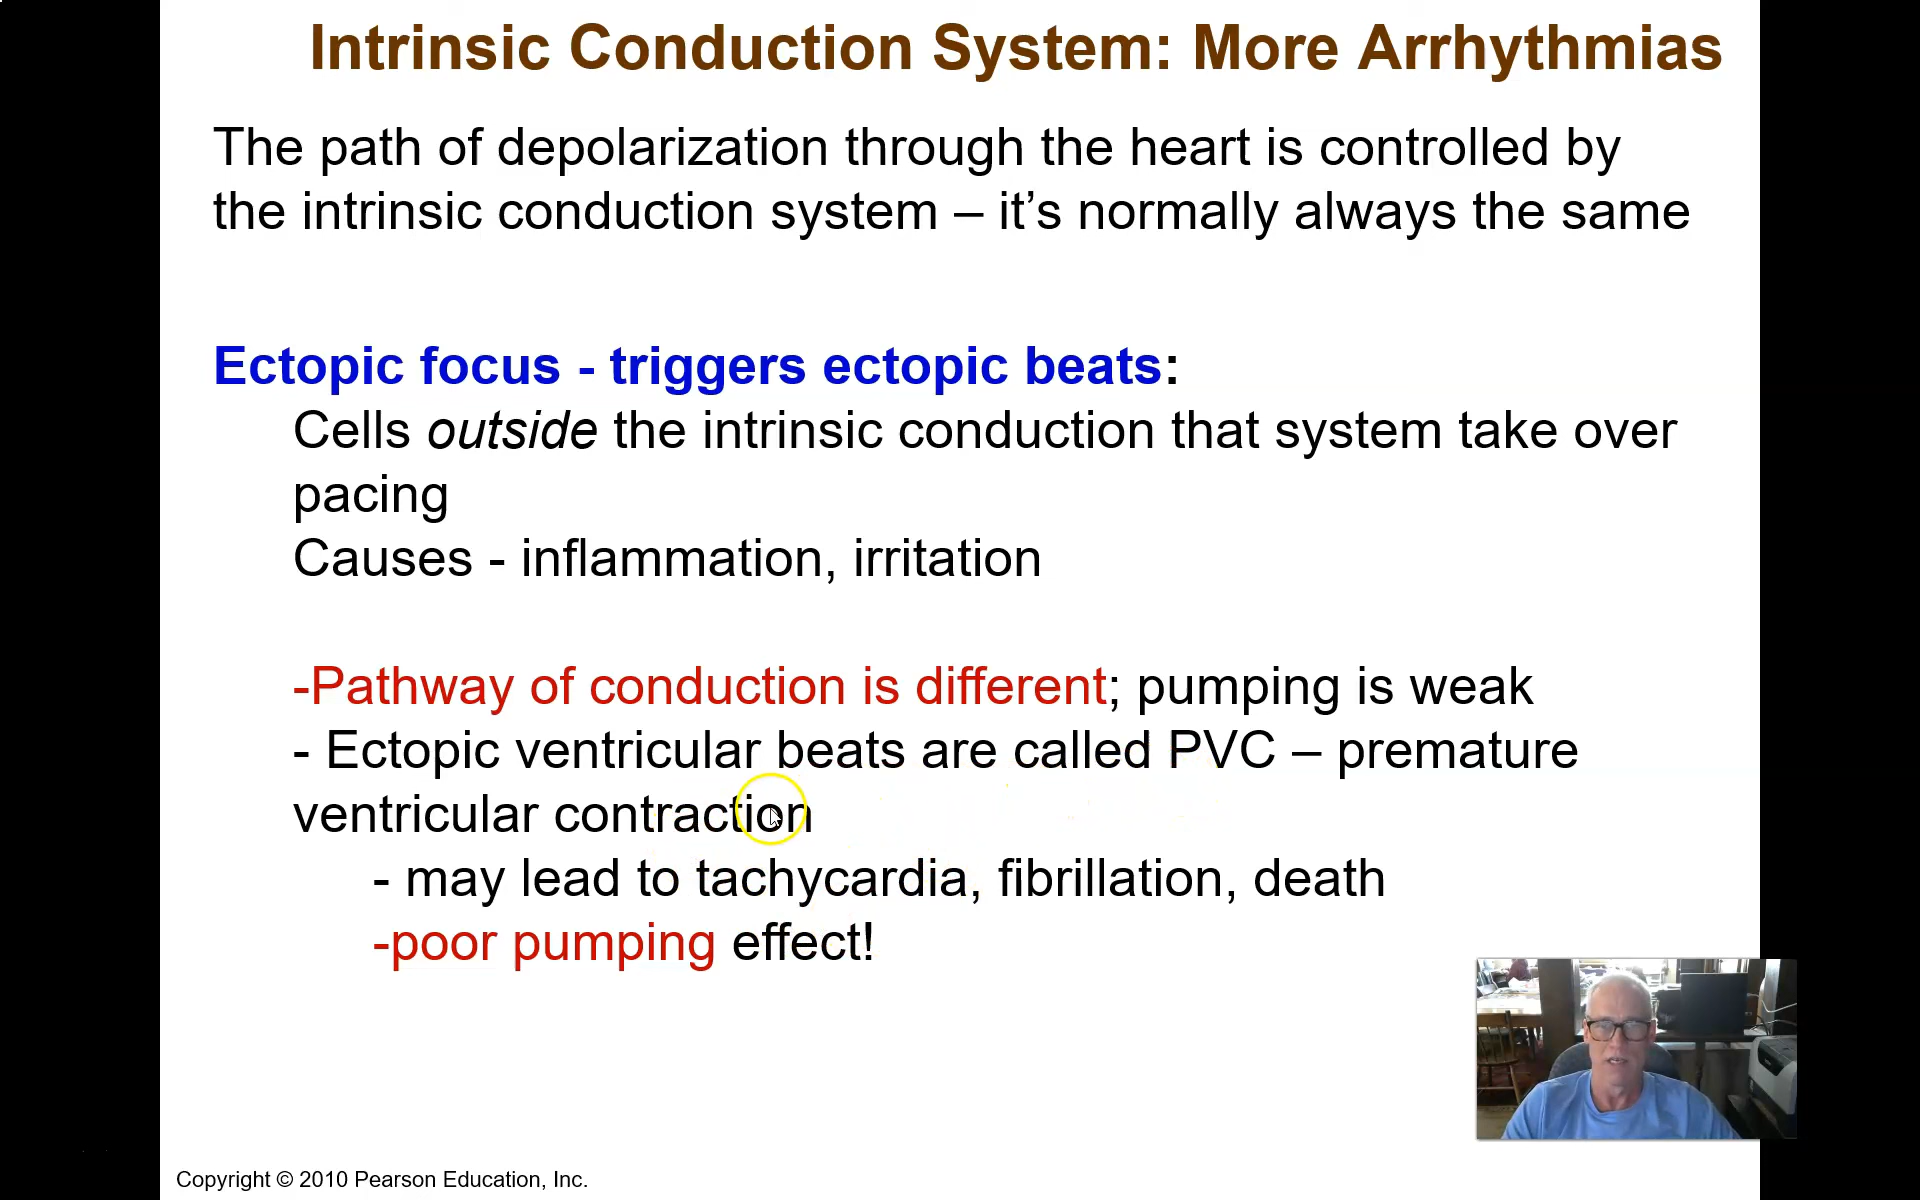 Intrinsic Conduction System: More Arrhythmias
The path of depolarization through the heart is controlled by
the intrinsic conduction system – it’s normally always the same
Ectopic focus - triggers ectopic beats:
Cells outside the intrinsic conduction that system take over
pacing
Causes - inflammation, irritation
-Pathway of conduction is different; pumping is weak
- Ectopic ventricular beats are called PVC – premature
ventricular contraction
- may lead to tachycardia, fibrillation, death
-poor pumping effect!
Copyright © 2010 Pearson Education, Inc.